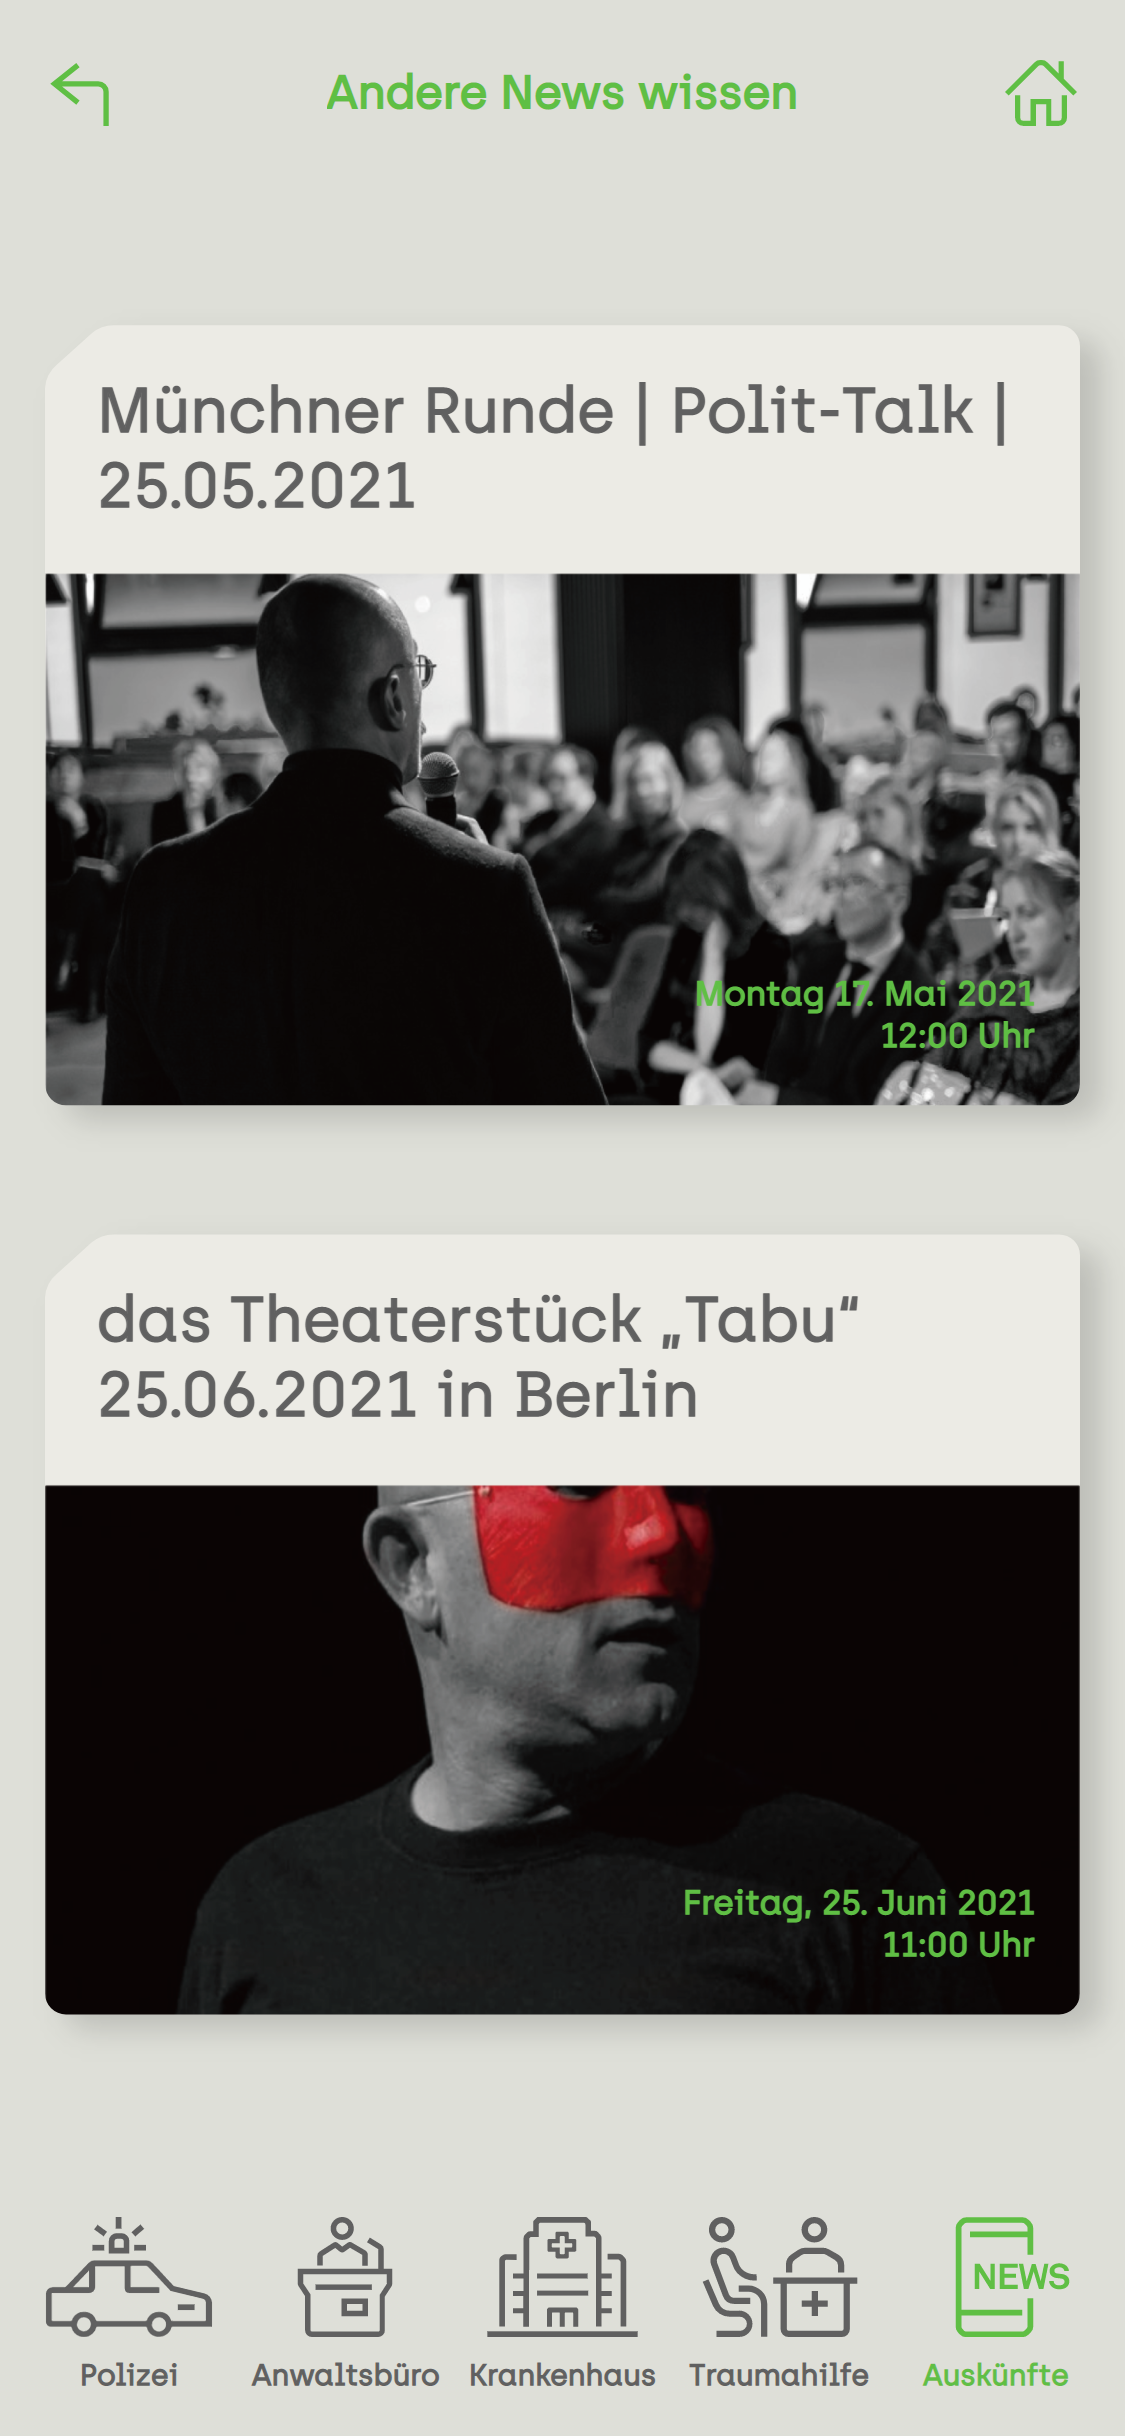 Andere News wissen
Münchner Runde | Polit-Talk |
25.05.2021
Montag 17. Mai 2021
12:00 Uhr
das Theaterstück „Tabu“
25.06.2021 in Berlin
Freitag, 25. Juni 2021
11:00 Uhr
NEWS
Polizei
Anwaltsbüro
Krankenhaus
Traumahilfe
Auskünfte